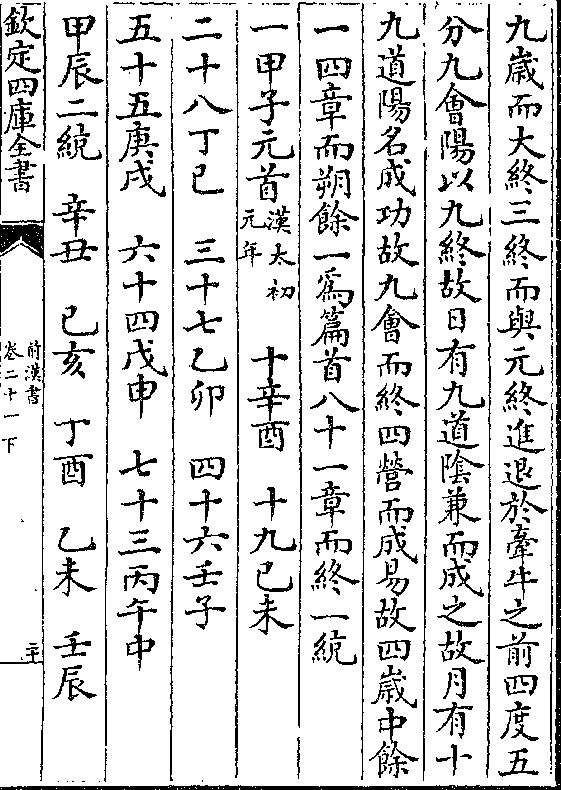 九歳而大終三終而與元終進退於牽牛之前四度五
分九會陽以九終故日有九道陰兼而成之故月有十
九道陽名成功故九會而終四營而成易故四歳中餘
一四章而朔餘一爲篇首八十一章而終一統
一甲子元首漢太初元年 十辛酉 十九已未
二十八丁巳 三十七乙卯 四十六壬子
五十五庚戌 六十四戊申 七十三丙午中
甲辰二統 辛丑 已亥 丁酉 乙未 壬辰
欽定四庫全書
前漢書
卷二十一下
二十